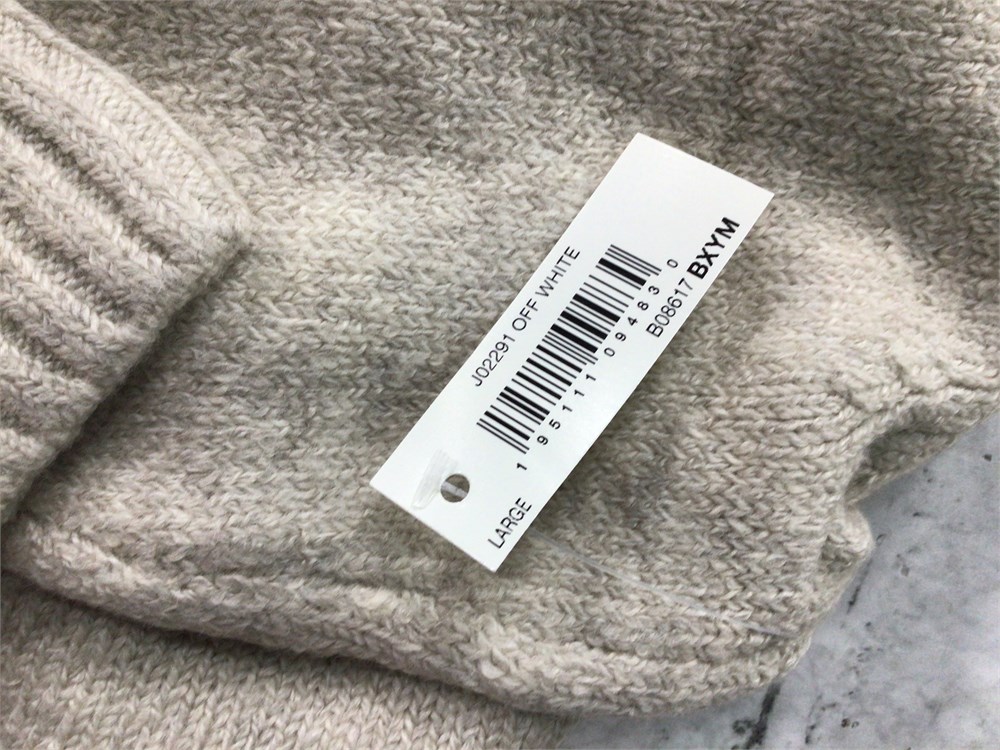 J02291 OFF WHITE
1 95111 09483 0
B08617 BXYM
LARGE